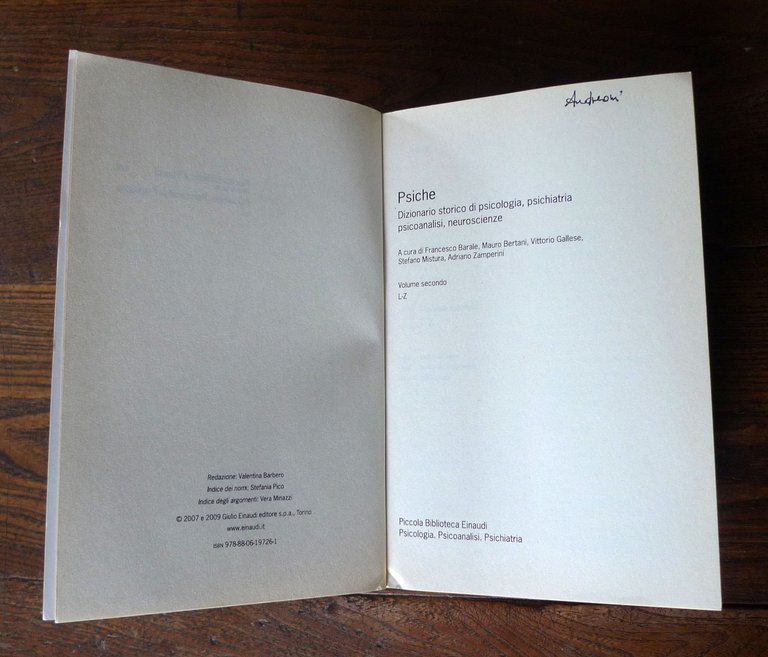 Redazione: Valentina Barbero
Indice dei nomi: Stefania Pico
Indice degli argomenti: Vera Minazzi
© 2007 e 2009 Giulio Einaudi editore s.p.a., Torino
www.einaudi.it
ISBN 978-88-06-19726-1
Andreoni
Psiche
Dizionario storico di psicologia, psichiatria
psicoanalisi, neuroscienze
A cura di Francesco Barale, Mauro Bertani, Vittorio Gallese,
Stefano Mistura, Adriano Zamperini
Volume secondo
L-Z
Piccola Biblioteca Einaudi
Psicologia. Psicoanalisi. Psichiatria